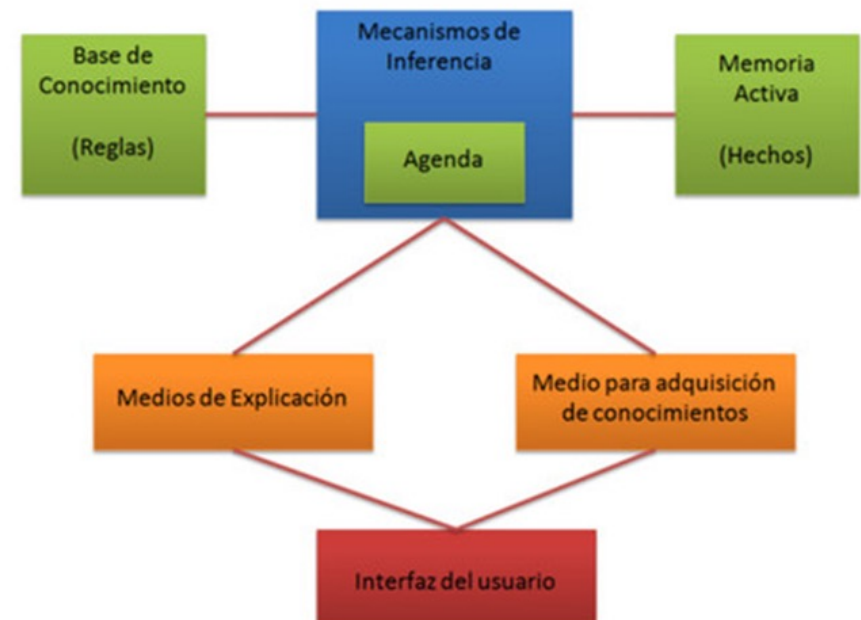 Base de
Conocimiento
(Reglas)
Mecanismos de
Inferencia
Agenda
Memoria
Activa
(Hechos)
Medios de Explicación
Medio para adquisición
de conocimientos
Interfaz del usuario